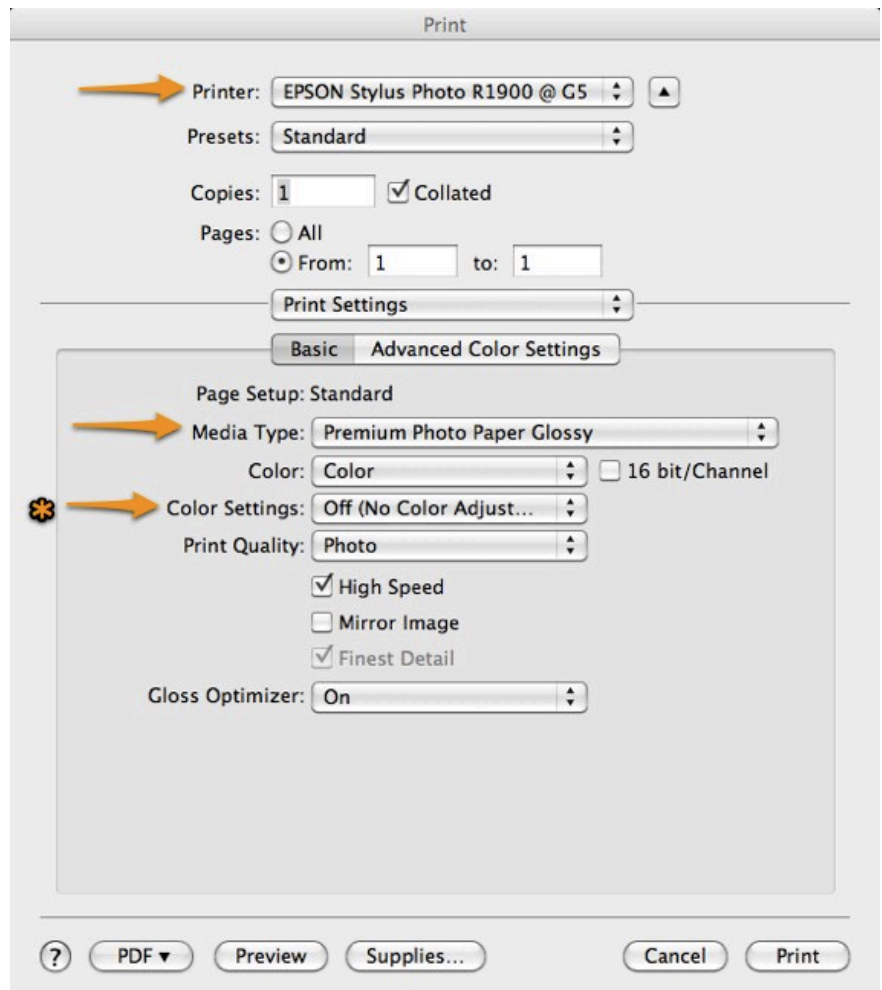 Print
Printer: EPSON Stylus Photo R1900 @ G5
Presets: Standard
Copies: 1 Collated
Pages: All
From: 1 to: 1
Print Settings
Basic Advanced Color Settings
Page Setup: Standard
Media Type: Premium Photo Paper Glossy
Color: Color 16 bit/Channel
Color Settings: Off (No Color Adjust...
Print Quality: Photo
High Speed
Mirror Image
Finest Detail
Gloss Optimizer: On
? PDF▼ Preview Supplies... Cancel Print